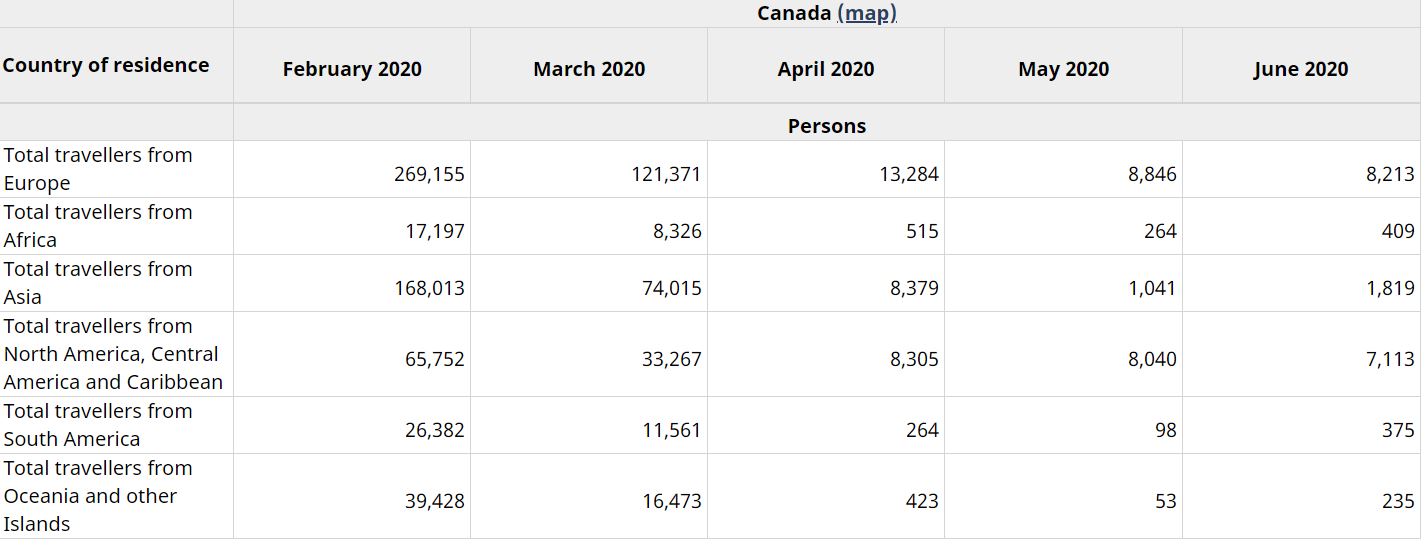 Canada (map)
Country of residence February 2020 March 2020 April 2020 May 2020 June 2020
Persons
Total travellers from
Europe 269,155 121,371 13,284 8,846 8,213
Total travellers from
Africa 17,197 8,326 515 264 409
Total travellers from
Asia 168,013 74,015 8,379 1,041 1,819
Total travellers from
North America, Central
America and Caribbean 65,752 33,267 8,305 8,040 7,113
Total travellers from
South America 26,382 11,561 264 98 375
Total travellers from
Oceania and other
Islands 39,428 16,473 423 53 235